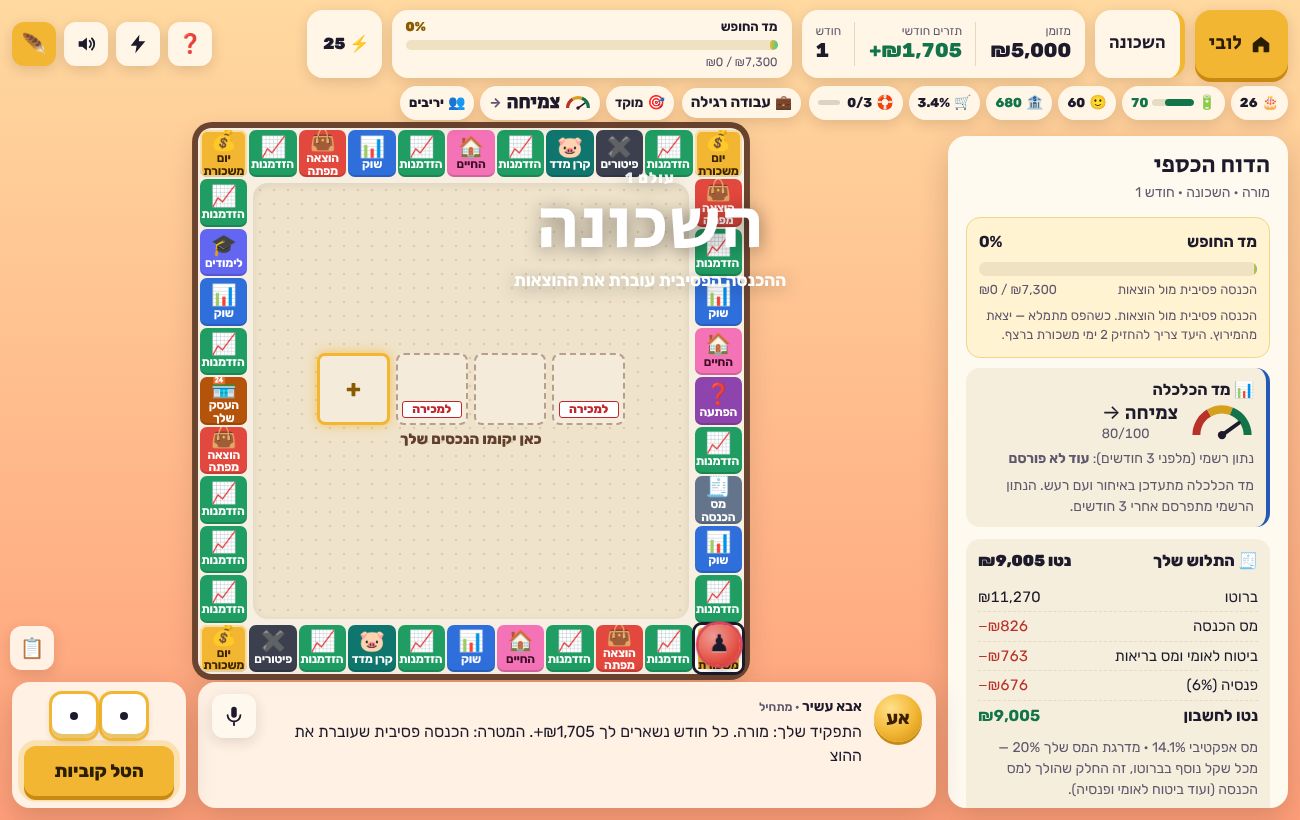 לובי
השכונה
מזומן
₪5,000
תזרים חודשי
+₪1,705
חודש
1
מד החופש
0%
₪0 / ₪7,300
⚡ 25
26
70
60
680
3.4%
0/3
עבודה רגילה
מוקד
צמיחה →
יריבים
הדוח הכספי
מורה · השכונה · חודש 1
מד החופש
0%
הכנסה פסיבית מול הוצאות
₪0 / ₪7,300
הכנסה פסיבית מול הוצאות. כשהפס מתמלא — יצאת
מהמירוץ. היעד צריך להחזיק 2 ימי משכורת ברצף.
מד הכלכלה
צמיחה →
80/100
נתון רשמי (מלפני 3 חודשים): עוד לא פורסם
מד הכלכלה מתעדכן באיחור ועם רעש. הנתון
הרשמי מתפרסם אחרי 3 חודשים.
התלוש שלך
נטו ₪9,005
ברוטו
₪11,270
מס הכנסה
−₪826
ביטוח לאומי ומס בריאות
−₪763
פנסיה (6%)
−₪676
נטו לחשבון
₪9,005
מס אפקטיבי 14.1% · מדרגת המס שלך 20% —
מכל שקל נוסף בברוטו, זה החלק שהולך למס
הכנסה (ועוד ביטוח לאומי ופנסיה).
יום
משכורת
הזדמנות
פיטורים
קרן מדד
הזדמנות
החיים
הזדמנות
שוק
הוצאה
מפתה
הזדמנות
יום
משכורת
עולם 1
השכונה
ההכנסה הפסיבית עוברת את ההוצאות
הוצאה
מפתה
הזדמנות
שוק
החיים
הפתעה
הזדמנות
מס
הכנסה
שוק
הזדמנות
הזדמנות
לימודים
שוק
הזדמנות
העסק
שלך
הוצאה
מפתה
הזדמנות
הזדמנות
הזדמנות
למכירה
למכירה
+
כאן יקומו הנכסים שלך
משכורת
הזדמנות
הוצאה
מפתה
הזדמנות
החיים
שוק
הזדמנות
קרן מדד
הזדמנות
פיטורים
יום
משכורת
אע
אבא עשיר · מתחיל
התפקיד שלך: מורה. כל חודש נשארים לך ₪1,705+. המטרה: הכנסה פסיבית שעוברת את
ההוצ
הטל קוביות